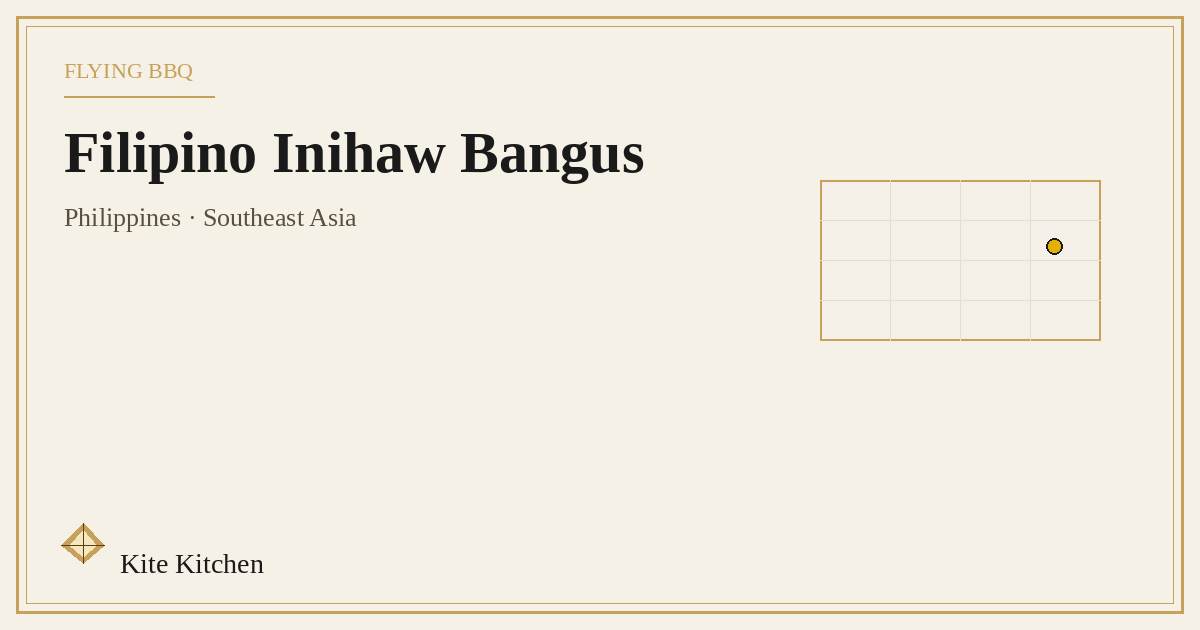 FLYING BBQ
Filipino Inihaw Bangus
Philippines · Southeast Asia
Kite Kitchen